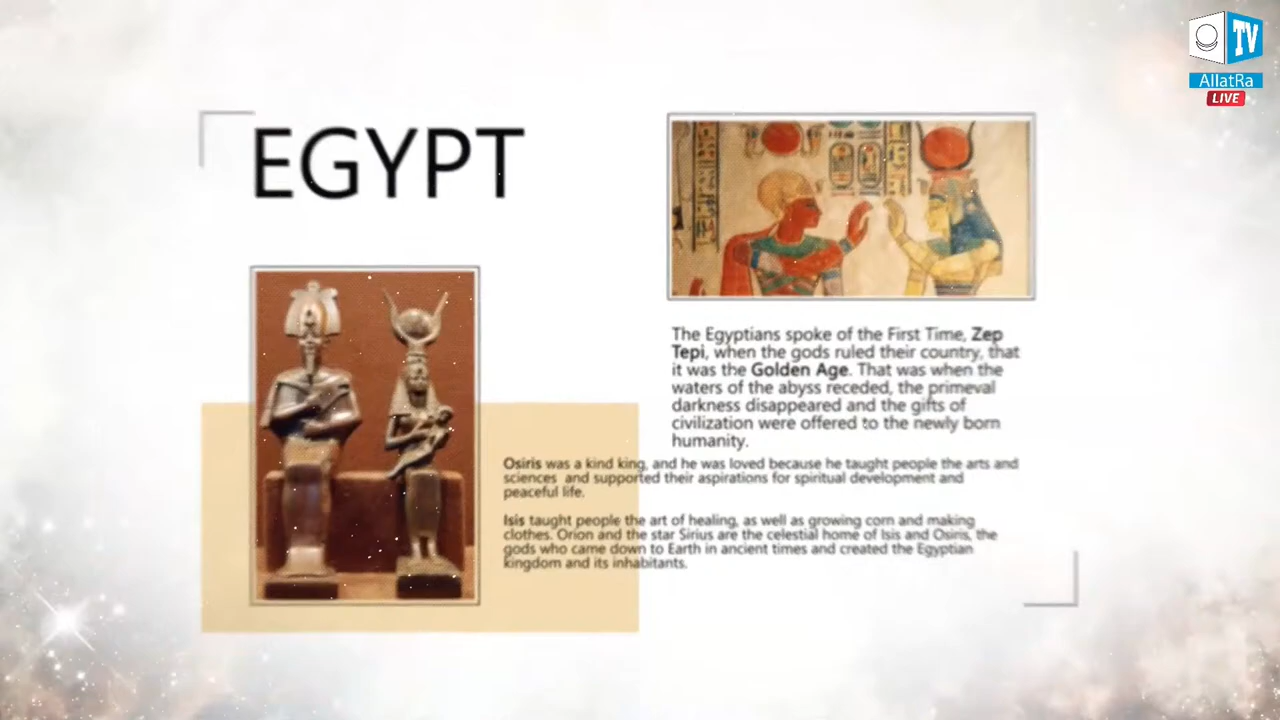 TV
AllatRa
LIVE
EGYPT
The Egyptians spoke of the First Time, Zep
Tepi, when the gods ruled their country, that
it was the Golden Age. That was when the
waters of the abyss receded, the primeval
darkness disappeared and the gifts of
civilization were offered to the newly born
humanity.
Osiris was a kind king, and he was loved because he taught people the arts and
sciences and supported their aspirations for spiritual development and
peaceful life.
Isis taught people the art of healing, as well as growing corn and making
clothes. Orion and the star Sirius are the celestial home of Isis and Osiris, the
gods who came down to Earth in ancient times and created the Egyptian
kingdom and its inhabitants.